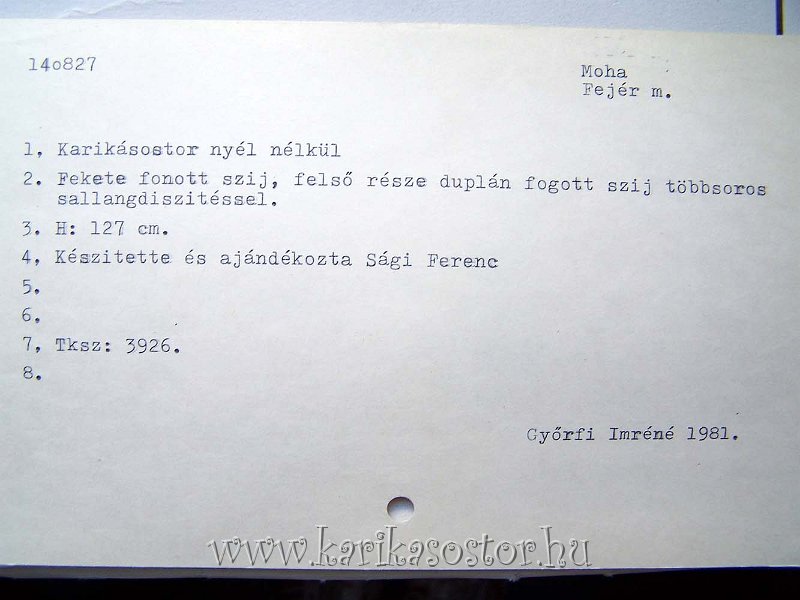 14o827
Moha
Fejér m.
1, Karikásostor nyél nélkül
2. Fekete fonott szij, felső része duplán fogott szij többsoros
sallangdiszitéssel.
3. H: 127 cm.
4, Készitette és ajándékozta Sági Ferenc
5.
6.
7, Tksz: 3926.
8.
Győrfi Imréné 1981.
www.karikasostor.hu